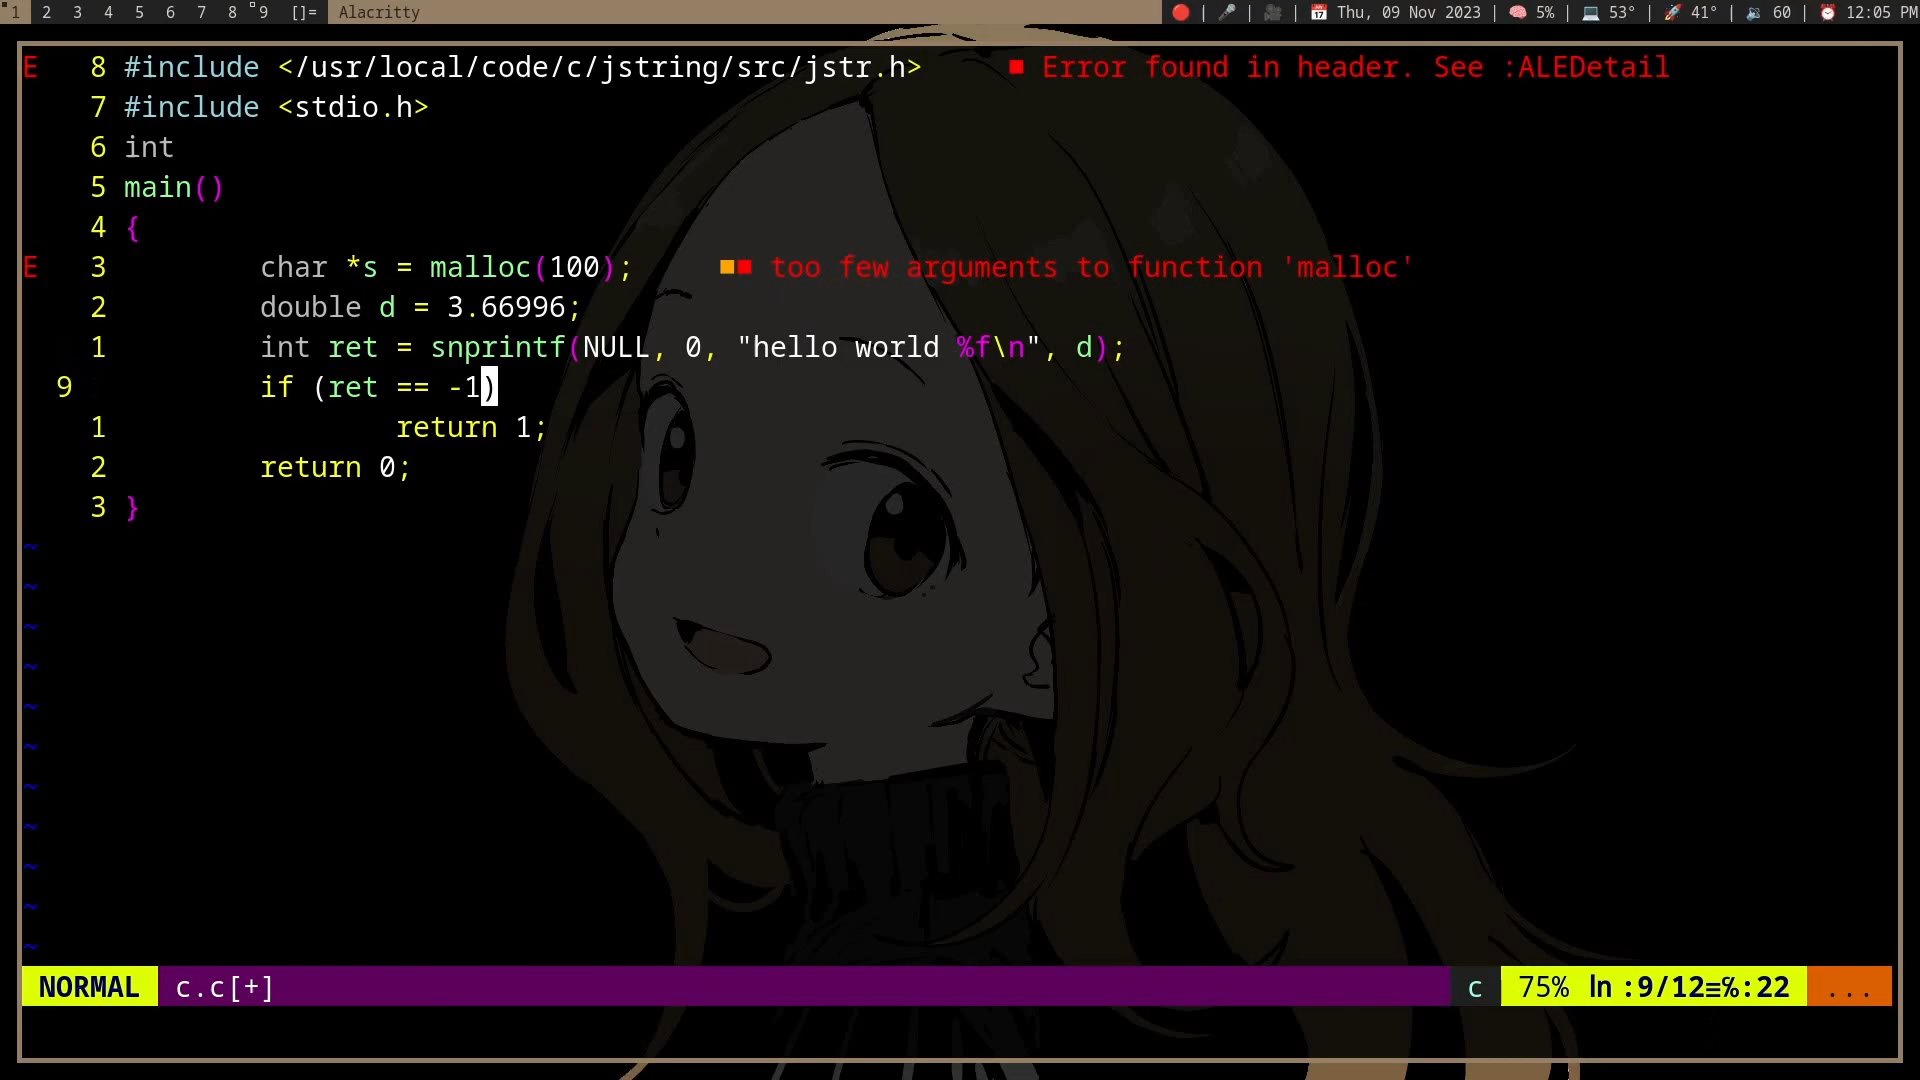 1 2 3 4 5 6 7 8 9 []= Alacritty | | | Thu, 09 Nov 2023 | 5% | 53° | 41° | 60 | 12:05 PM
E 8 #include </usr/local/code/c/jstring/src/jstr.h> ■ Error found in header. See :ALEDetail
7 #include <stdio.h>
6 int
5 main()
4 {
E 3 char *s = malloc(100); ■■ too few arguments to function 'malloc'
2 double d = 3.66996;
1 int ret = snprintf(NULL, 0, "hello world %f\n", d);
9 if (ret == -1)
1 return 1;
2 return 0;
3 }
~
~
~
~
~
~
~
~
~
~
~
NORMAL c.c[+] c 75% ln :9/12≡℅:22 ...